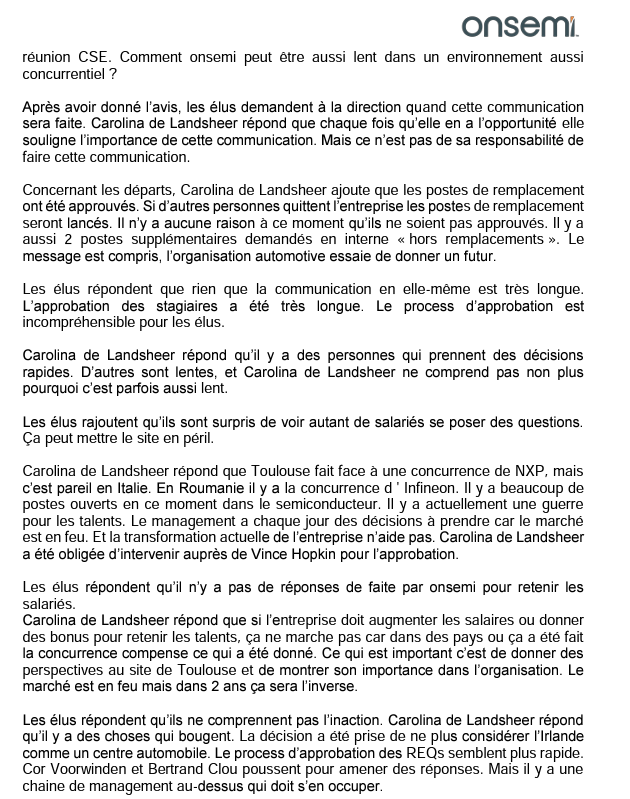 onsemi
réunion CSE. Comment onsemi peut être aussi lent dans un environnement aussi
concurrentiel ?
Après avoir donné l'avis, les élus demandent à la direction quand cette communication
sera faite. Carolina de Landsheer répond que chaque fois qu'elle en a l'opportunité elle
souligne l'importance de cette communication. Mais ce n'est pas de sa responsabilité de
faire cette communication.
Concernant les départs, Carolina de Landsheer ajoute que les postes de remplacement
ont été approuvés. Si d'autres personnes quittent l'entreprise les postes de remplacement
seront lancés. Il n'y a aucune raison à ce moment qu'ils ne soient pas approuvés. Il y a
aussi 2 postes supplémentaires demandés en interne « hors remplacements ». Le
message est compris, l'organisation automotive essaie de donner un futur.
Les élus répondent que rien que la communication en elle-même est très longue.
L'approbation des stagiaires a été très longue. Le process d'approbation est
incompréhensible pour les élus.
Carolina de Landsheer répond qu'il y a des personnes qui prennent des décisions
rapides. D'autres sont lentes, et Carolina de Landsheer ne comprend pas non plus
pourquoi c'est parfois aussi lent.
Les élus rajoutent qu'ils sont surpris de voir autant de salariés se poser des questions.
Ça peut mettre le site en péril.
Carolina de Landsheer répond que Toulouse fait face à une concurrence de NXP, mais
c'est pareil en Italie. En Roumanie il y a la concurrence d ' Infineon. Il y a beaucoup de
postes ouverts en ce moment dans le semiconducteur. Il y a actuellement une guerre
pour les talents. Le management a chaque jour des décisions à prendre car le marché
est en feu. Et la transformation actuelle de l'entreprise n'aide pas. Carolina de Landsheer
a été obligée d'intervenir auprès de Vince Hopkin pour l'approbation.
Les élus répondent qu'il n'y a pas de réponses de faite par onsemi pour retenir les
salariés.
Carolina de Landsheer répond que si l'entreprise doit augmenter les salaires ou donner
des bonus pour retenir les talents, ça ne marche pas car dans des pays ou ça a été fait
la concurrence compense ce qui a été donné. Ce qui est important c'est de donner des
perspectives au site de Toulouse et de montrer son importance dans l'organisation. Le
marché est en feu mais dans 2 ans ça sera l'inverse.
Les élus répondent qu'ils ne comprennent pas l'inaction. Carolina de Landsheer répond
qu'il y a des choses qui bougent. La décision a été prise de ne plus considérer l'Irlande
comme un centre automobile. Le process d'approbation des REQs semblent plus rapide.
Cor Voorwinden et Bertrand Clou poussent pour amener des réponses. Mais il y a une
chaine de management au-dessus qui doit s'en occuper.